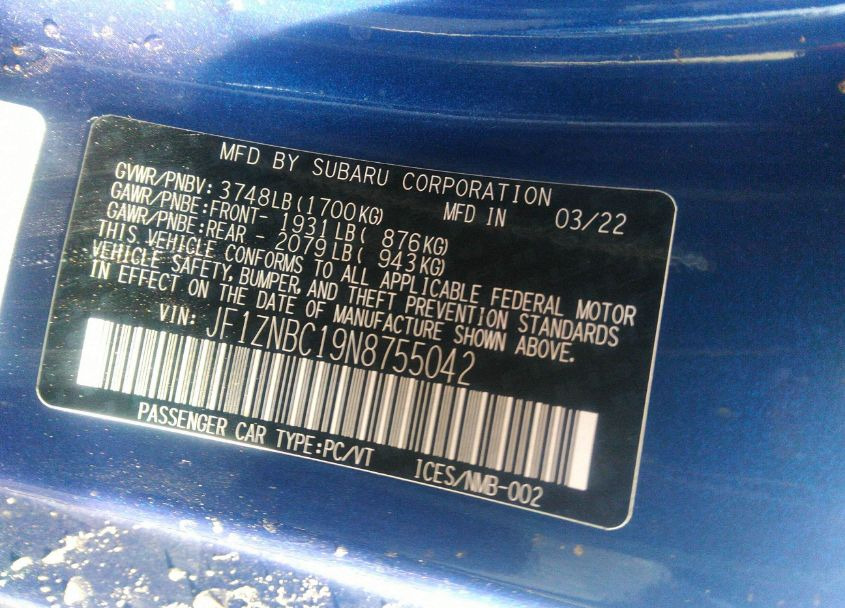 MFD BY SUBARU CORPORATION
GVWR/PNBV: 3748LB(1700KG) MFD IN 03/22
GAWR/PNBE:FRONT- 1931LB( 876KG)
GAWR/PNBE:REAR - 2079LB( 943KG)
THIS VEHICLE CONFORMS TO ALL APPLICABLE FEDERAL MOTOR
VEHICLE SAFETY, BUMPER, AND THEFT PREVENTION STANDARDS
IN EFFECT ON THE DATE OF MANUFACTURE SHOWN ABOVE.
VIN: JF1ZNBC19N8755042
PASSENGER CAR TYPE:PC/VT ICES/NMB-002